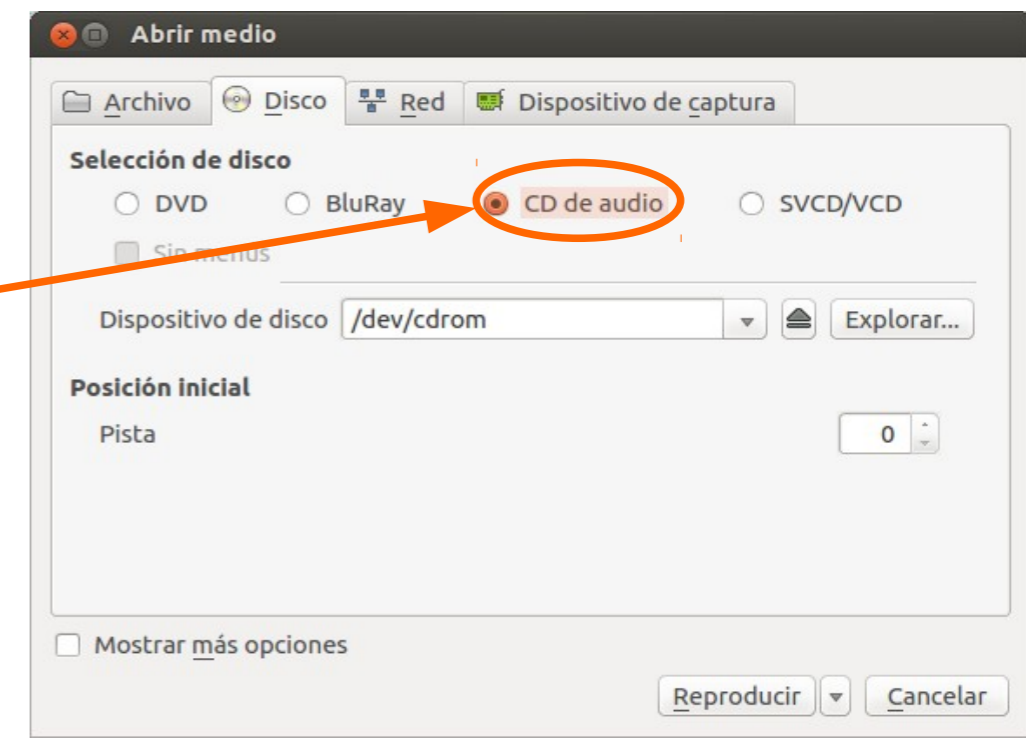 Abrir medio
Archivo Disco Red Dispositivo de captura
Selección de disco
DVD BluRay CD de audio SVCD/VCD
Sin menús
Dispositivo de disco /dev/cdrom Explorar...
Posición inicial
Pista 0
Mostrar más opciones
Reproducir Cancelar